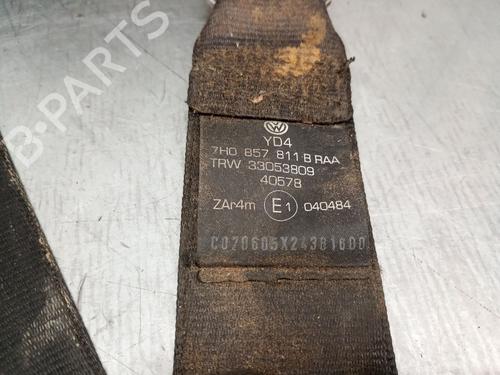 YD4
7H0 857 811 B RAA
TRW 33053809
40578
ZAr4m E1 040484
C070605X24381600
B-PARTS